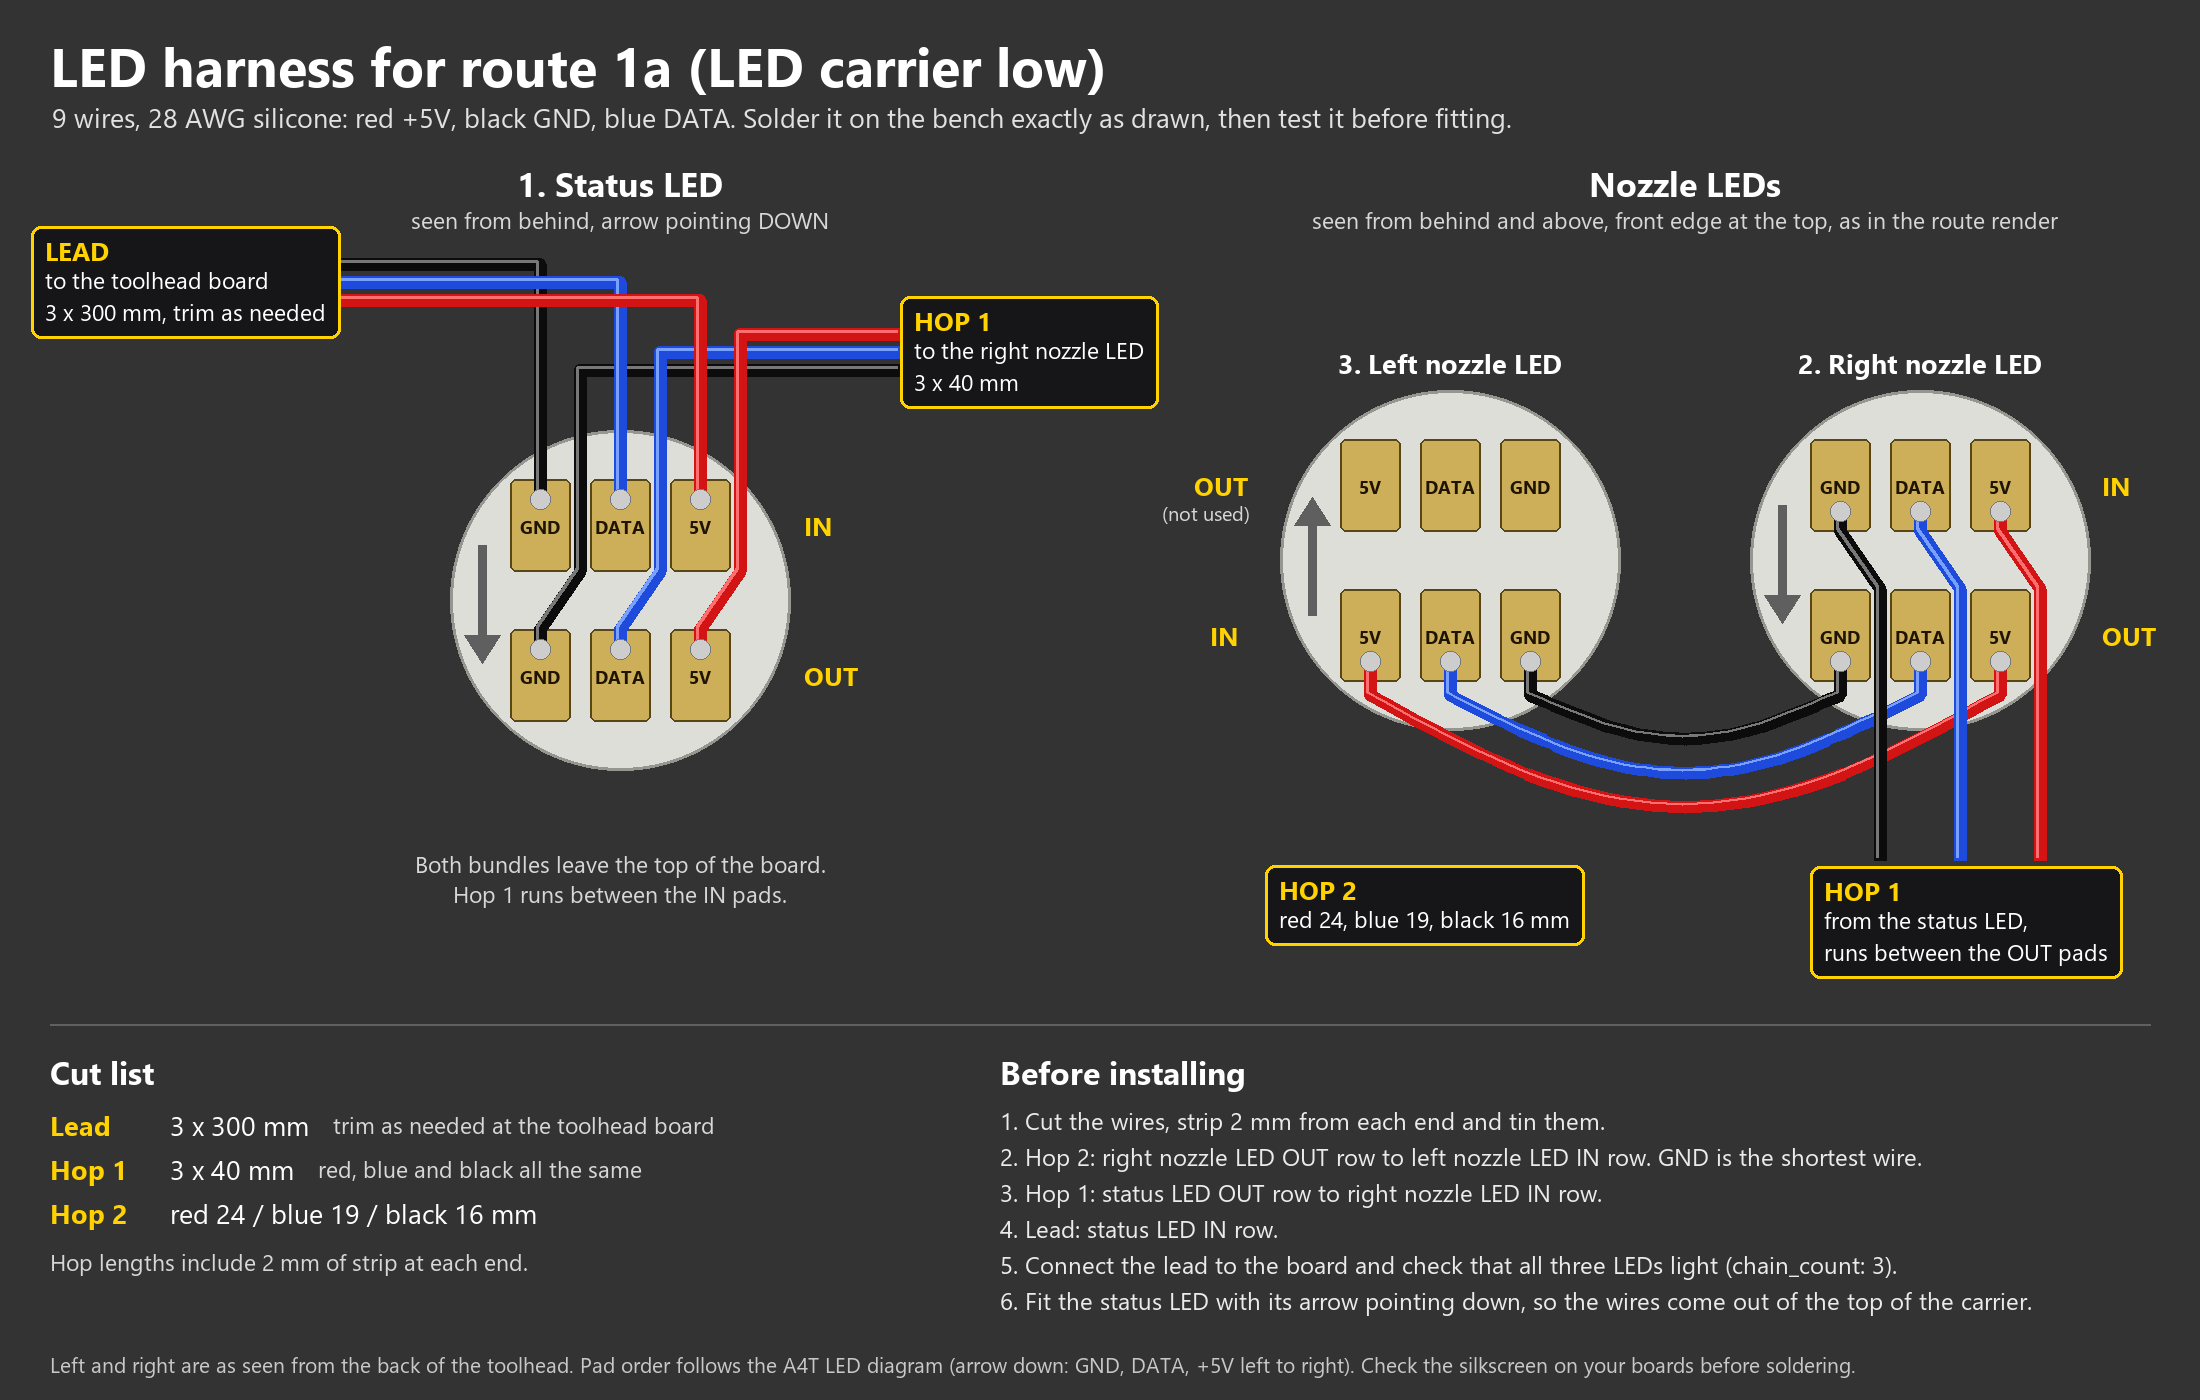 LED harness for route 1a (LED carrier low)
9 wires, 28 AWG silicone: red +5V, black GND, blue DATA. Solder it on the bench exactly as drawn, then test it before fitting.
1. Status LED
seen from behind, arrow pointing DOWN
LEAD
to the toolhead board
3 x 300 mm, trim as needed
HOP 1
to the right nozzle LED
3 x 40 mm
GND DATA 5V
IN
GND DATA 5V
OUT
Both bundles leave the top of the board.
Hop 1 runs between the IN pads.
Nozzle LEDs
seen from behind and above, front edge at the top, as in the route render
3. Left nozzle LED
OUT
(not used)
5V DATA GND
IN
5V DATA GND
2. Right nozzle LED
GND DATA 5V
IN
GND DATA 5V
OUT
HOP 2
red 24, blue 19, black 16 mm
HOP 1
from the status LED,
runs between the OUT pads
Cut list
Lead 3 x 300 mm trim as needed at the toolhead board
Hop 1 3 x 40 mm red, blue and black all the same
Hop 2 red 24 / blue 19 / black 16 mm
Hop lengths include 2 mm of strip at each end.
Before installing
1. Cut the wires, strip 2 mm from each end and tin them.
2. Hop 2: right nozzle LED OUT row to left nozzle LED IN row. GND is the shortest wire.
3. Hop 1: status LED OUT row to right nozzle LED IN row.
4. Lead: status LED IN row.
5. Connect the lead to the board and check that all three LEDs light (chain_count: 3).
6. Fit the status LED with its arrow pointing down, so the wires come out of the top of the carrier.
Left and right are as seen from the back of the toolhead. Pad order follows the A4T LED diagram (arrow down: GND, DATA, +5V left to right). Check the silkscreen on your boards before soldering.